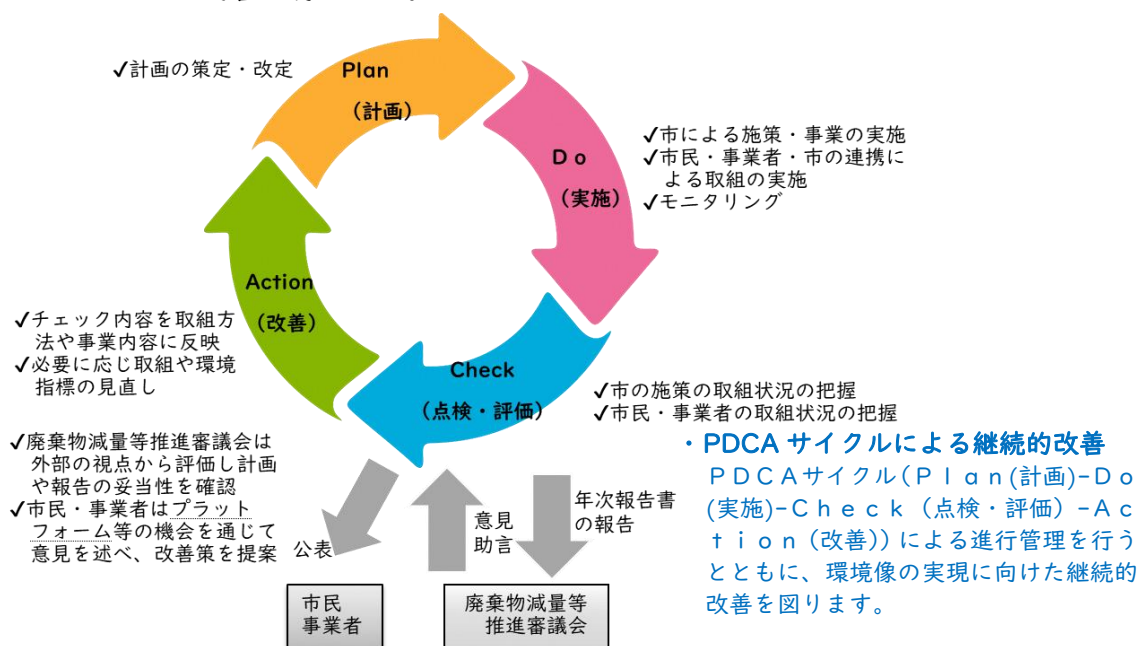 ✓計画の策定・改定
Plan
(計画)
Do
(実施)
✓市による施策・事業の実施
✓市民・事業者・市の連携に
よる取組の実施
✓モニタリング
Action
(改善)
✓チェック内容を取組方
法や事業内容に反映
✓必要に応じ取組や環境
指標の見直し
Check
(点検・評価)
✓市の施策の取組状況の把握
✓市民・事業者の取組状況の把握
✓廃棄物減量等推進審議会は
外部の視点から評価し計画
や報告の妥当性を確認
✓市民・事業者はプラット
フォーム等の機会を通じて
意見を述べ、改善策を提案
公表
意見
助言
年次報告書
の報告
市民
事業者
廃棄物減量等
推進審議会
・PDCA サイクルによる継続的改善
ＰＤＣＡサイクル(Ｐｌａｎ(計画)−Ｄｏ
(実施)−Ｃｈｅｃｋ（点検・評価）−Ａｃ
ｔｉｏｎ（改善))による進行管理を行う
とともに、環境像の実現に向けた継続的
改善を図ります。